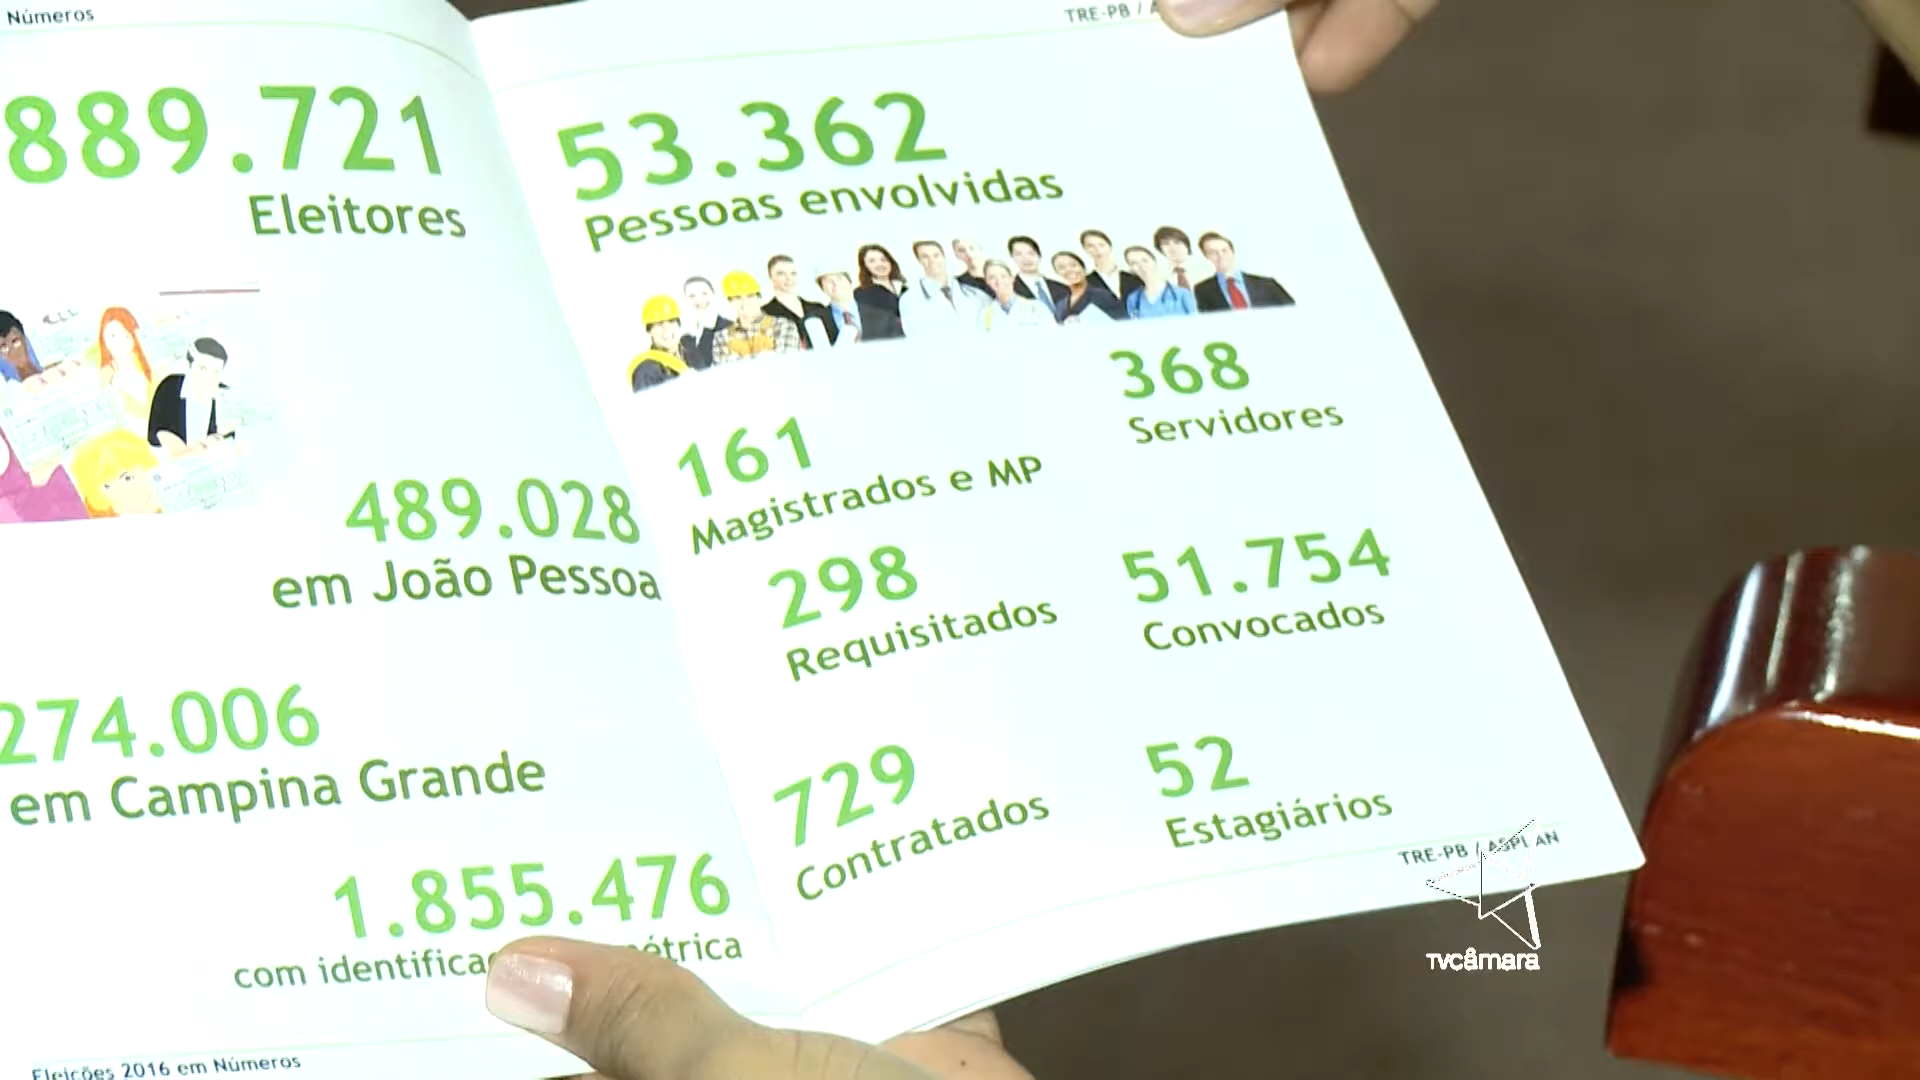 Números
889.721
Eleitores
489.028
em João Pessoa
274.006
em Campina Grande
1.855.476
com
Eleições 2016 em Números
TRE-PB /
53.362
Pessoas envolvidas
368
Servidores
161
Magistrados e MP
298
Requisitados
51.754
Convocados
729
Contratados
52
Estagiários
TRE-PB / ASPLAN
TVCâmara